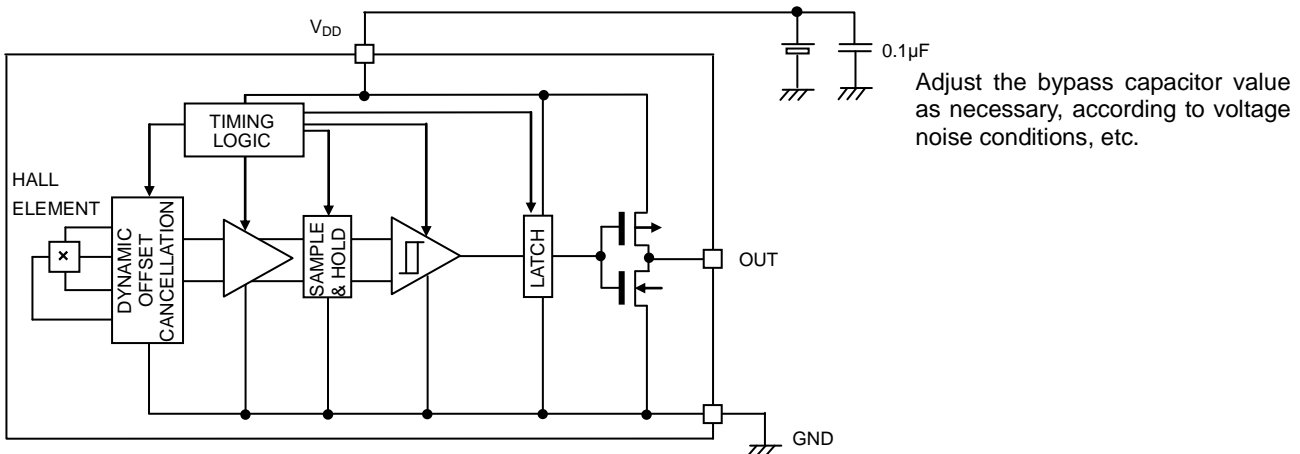 V_DD
0.1µF
Adjust the bypass capacitor value
as necessary, according to voltage
noise conditions, etc.
TIMING
LOGIC
HALL
ELEMENT
DYNAMIC
OFFSET
CANCELLATION
×
SAMPLE
& HOLD
LATCH
OUT
GND